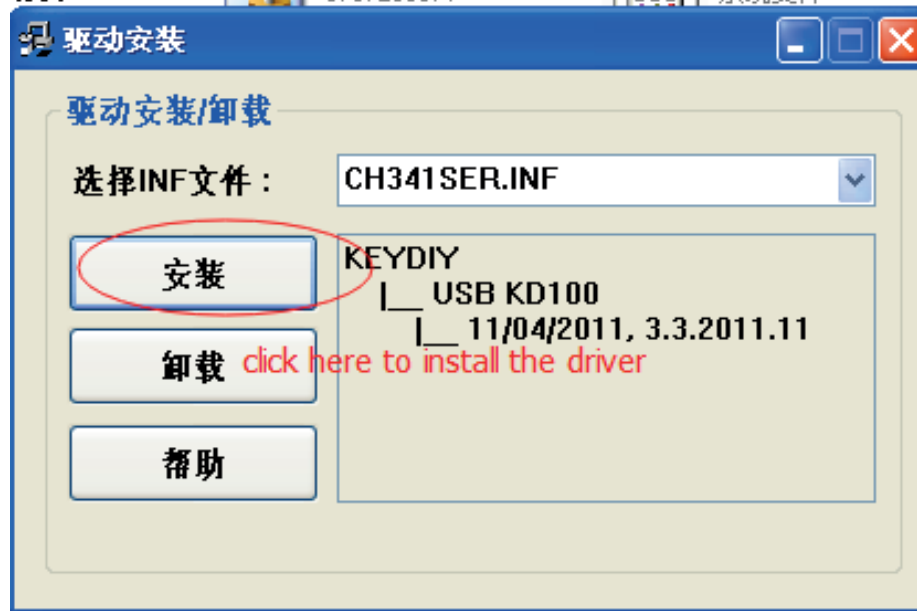 驱动安装
驱动安装/卸载
选择INF文件：
CH341SER.INF
安装
KEYDIY
|__ USB KD100
|__ 11/04/2011, 3.3.2011.11
卸载
click here to install the driver
帮助